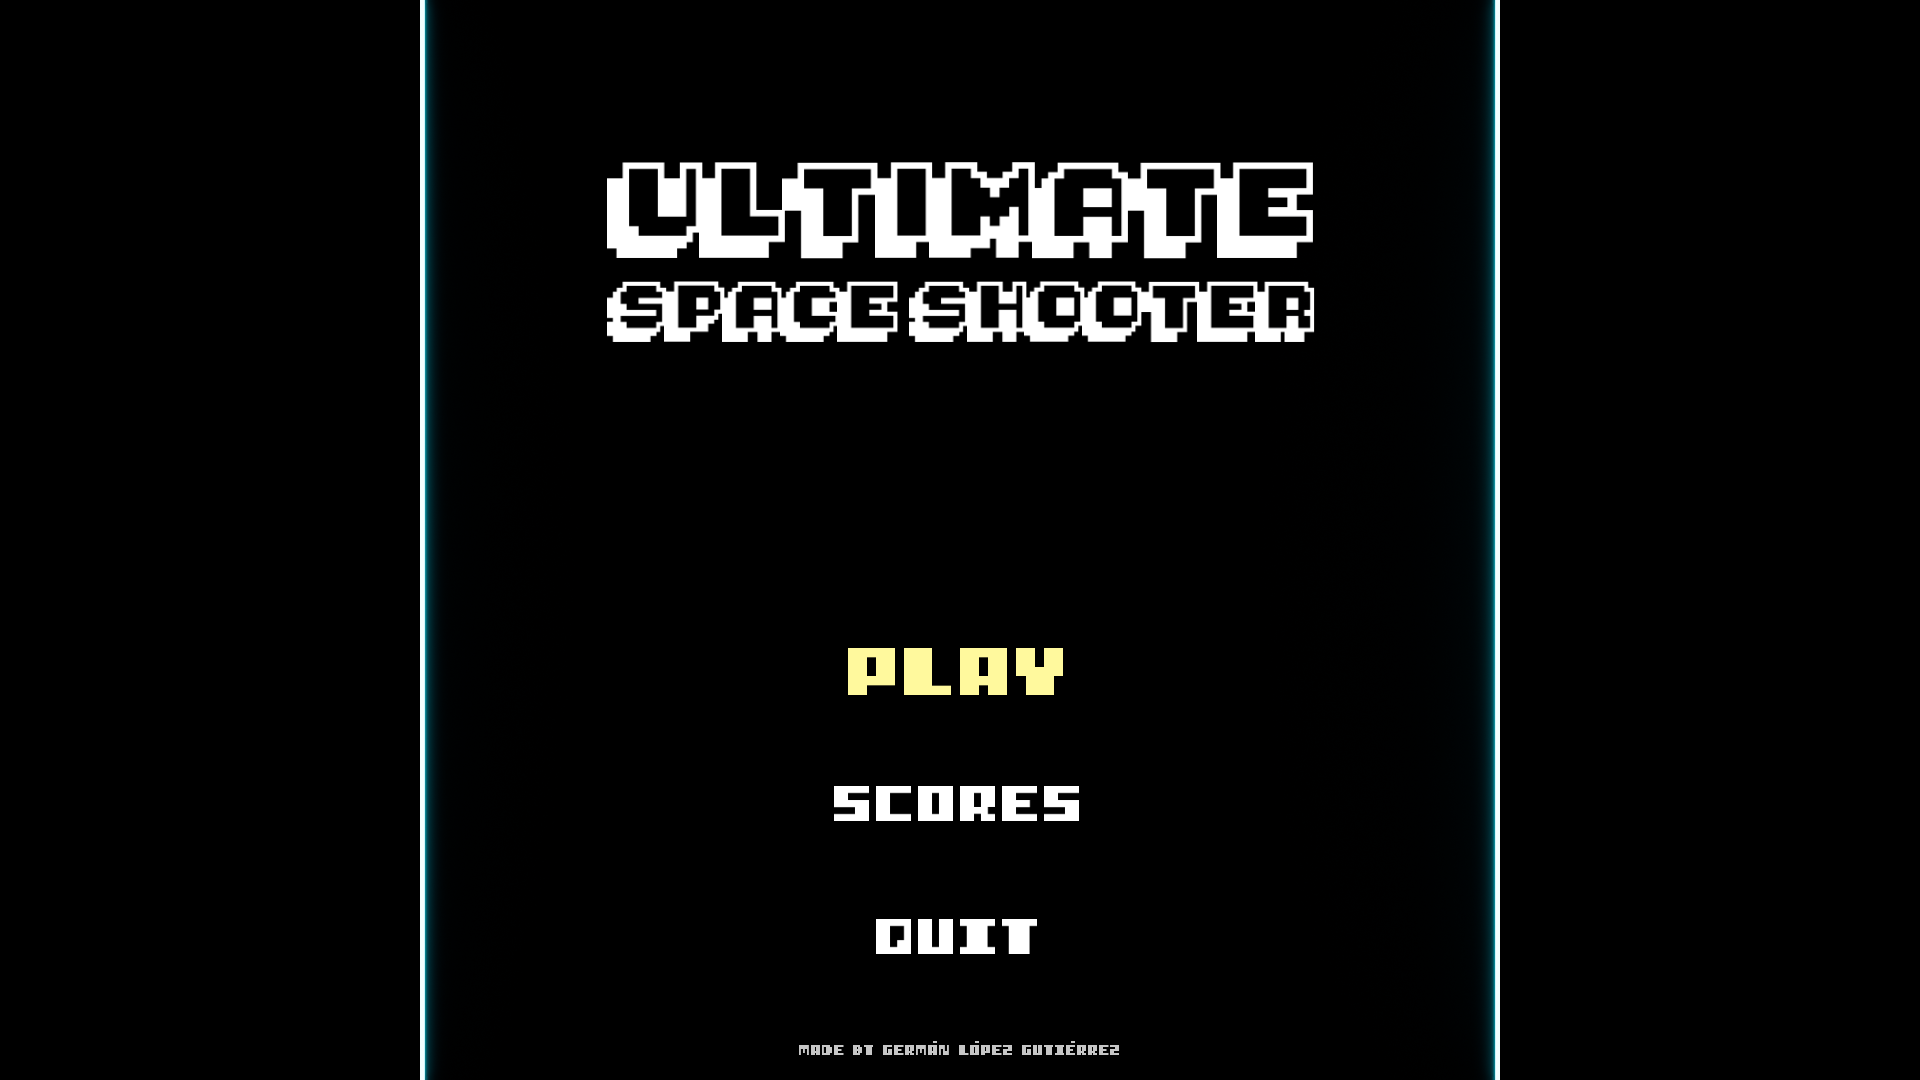 ULTIMATE
SPACE SHOOTER
PLAY
SCORES
QUIT
MADE BY GERMÁN LÓPEZ GUTIÉRREZ